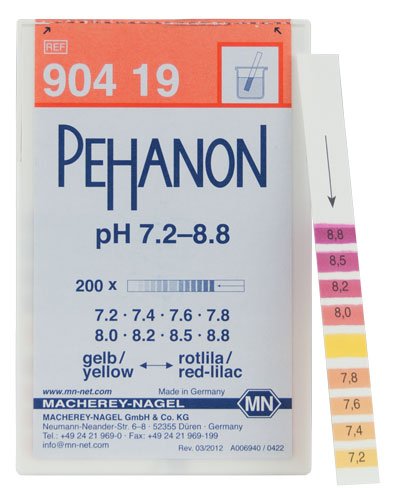 REF
904 19
PEHANON
pH 7.2–8.8
200 x
7.2 · 7.4 · 7.6 · 7.8
8.0 · 8.2 · 8.5 · 8.8
gelb/ rotlila/
yellow red-lilac
www.mn-net.com Made in Germany
MACHEREY-NAGEL
MN
MACHEREY-NAGEL GmbH & Co. KG
Neumann-Neander-Str. 6–8 · 52355 Düren · Germany
Tel.: +49 24 21 969-0 · Fax: +49 24 21 969-199
info@mn-net.com
Rev. 03/2012 A006940 / 0422
8,8
8,5
8,2
8,0
7,8
7,6
7,4
7,2